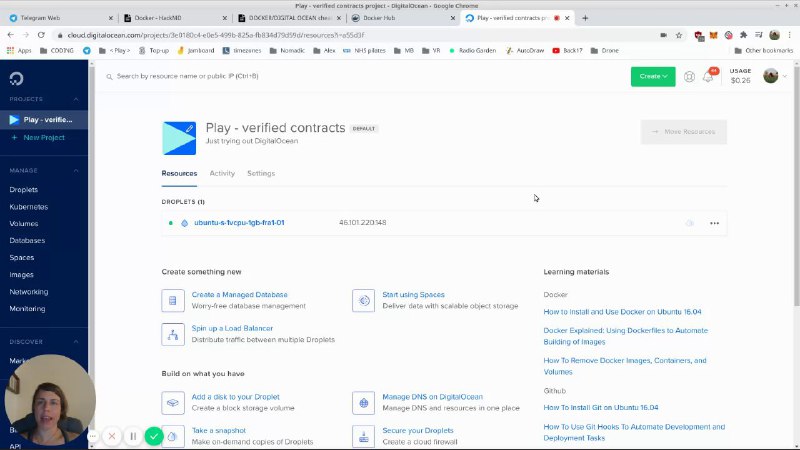 Telegram Web
Docker - HackMD
DOCKER/DIGITAL OCEAN chea
Docker Hub
Play - verified contracts pr
Play - verified contracts project - DigitalOcean - Google Chrome
cloud.digitalocean.com/projects/
Apps
CODING
< Play >
Top-up
Jamboard
timezones
Nomadic
Alex
NHS pilates
MB
VR
Radio Garden
AutoDraw
Back17
Drone
Other bookmarks
Search by resource name or public IP (Ctrl+B)
Create
USAGE
$0.26
PROJECTS
Play - verifie...
+ New Project
MANAGE
Droplets
Kubernetes
Volumes
Databases
Spaces
Images
Networking
Monitoring
DISCOVER
API
Play - verified contracts
DEFAULT
Just trying out DigitalOcean
→ Move Resources
Resources
Activity
Settings
DROPLETS (1)
ubuntu-s-1vcpu-1gb-fra1-01
46.101.220.148
Create something new
Create a Managed Database
Worry-free database management
Start using Spaces
Deliver data with scalable object storage
Spin up a Load Balancer
Distribute traffic between multiple Droplets
Build on what you have
Add a disk to your Droplet
Create a block storage volume
Manage DNS on DigitalOcean
Manage DNS and resources in one place
Take a snapshot
Make on-demand copies of Droplets
Secure your Droplets
Create a cloud firewall
Learning materials
Docker
How to Install and Use Docker on Ubuntu 16.04
Docker Explained: Using Dockerfiles to Automate
Building of Images
How To Remove Docker Images, Containers, and
Volumes
Github
How To Install Git on Ubuntu 16.04
How To Use Git Hooks To Automate Development and
Deployment Tasks